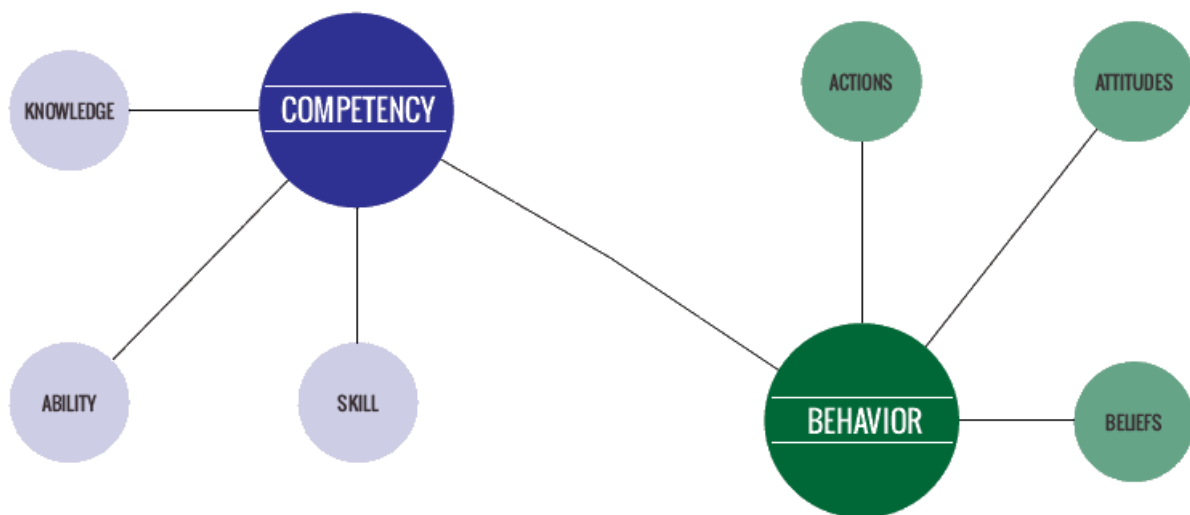 KNOWLEDGE
COMPETENCY
ACTIONS
ATTITUDES
ABILITY
SKILL
BEHAVIOR
BELIEFS